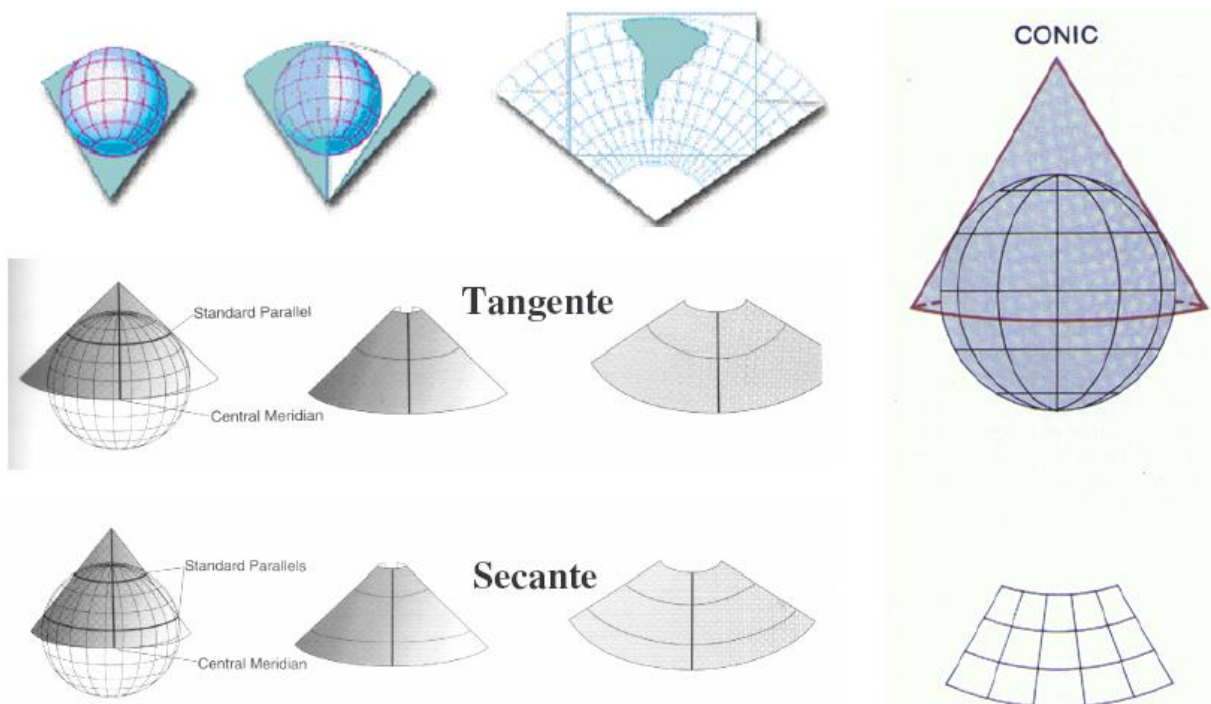 CONIC
Tangente
Standard Parallel
Central Meridian
Secante
Standard Parallels
Central Meridian